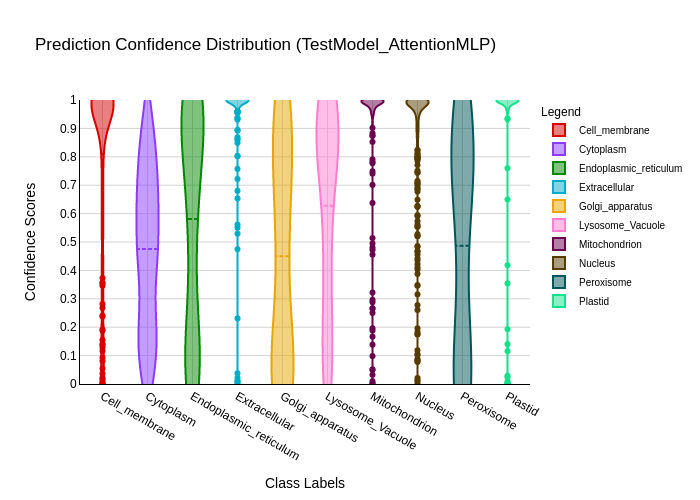 Prediction Confidence Distribution (TestModel_AttentionMLP)
Legend
Cell_membrane
Cytoplasm
Endoplasmic_reticulum
Extracellular
Golgi_apparatus
Lysosome_Vacuole
Mitochondrion
Nucleus
Peroxisome
Plastid
Confidence Scores
1
0.9
0.8
0.7
0.6
0.5
0.4
0.3
0.2
0.1
0
Cell_membrane
Cytoplasm
Endoplasmic_reticulum
Extracellular
Golgi_apparatus
Lysosome_Vacuole
Mitochondrion
Nucleus
Peroxisome
Plastid
Class Labels